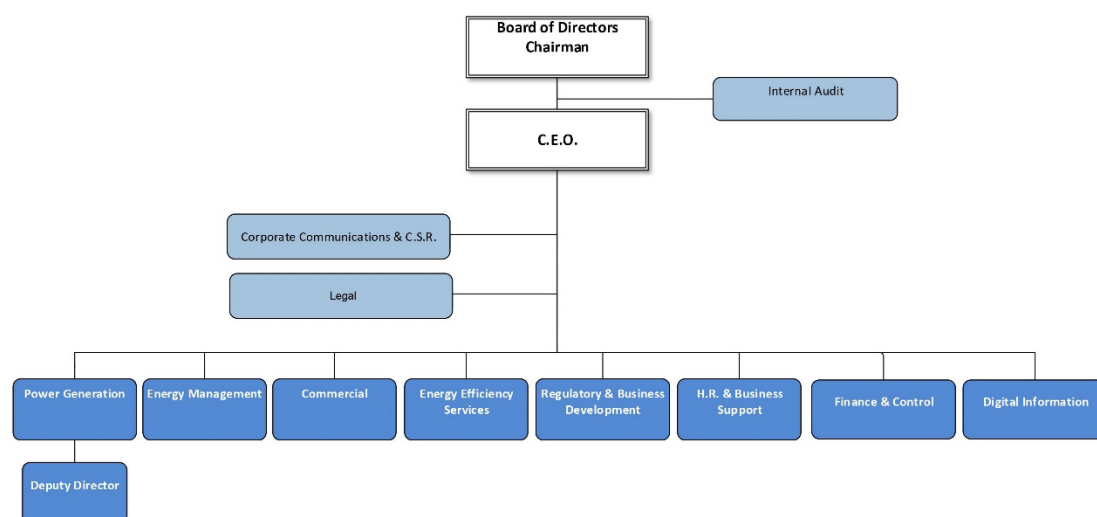 Board of Directors
Chairman
Internal Audit
C.E.O.
Corporate Communications & C.S.R.
Legal
Power Generation
Energy Management
Commercial
Energy Efficiency
Services
Regulatory & Business
Development
H.R. & Business
Support
Finance & Control
Digital Information
Deputy Director